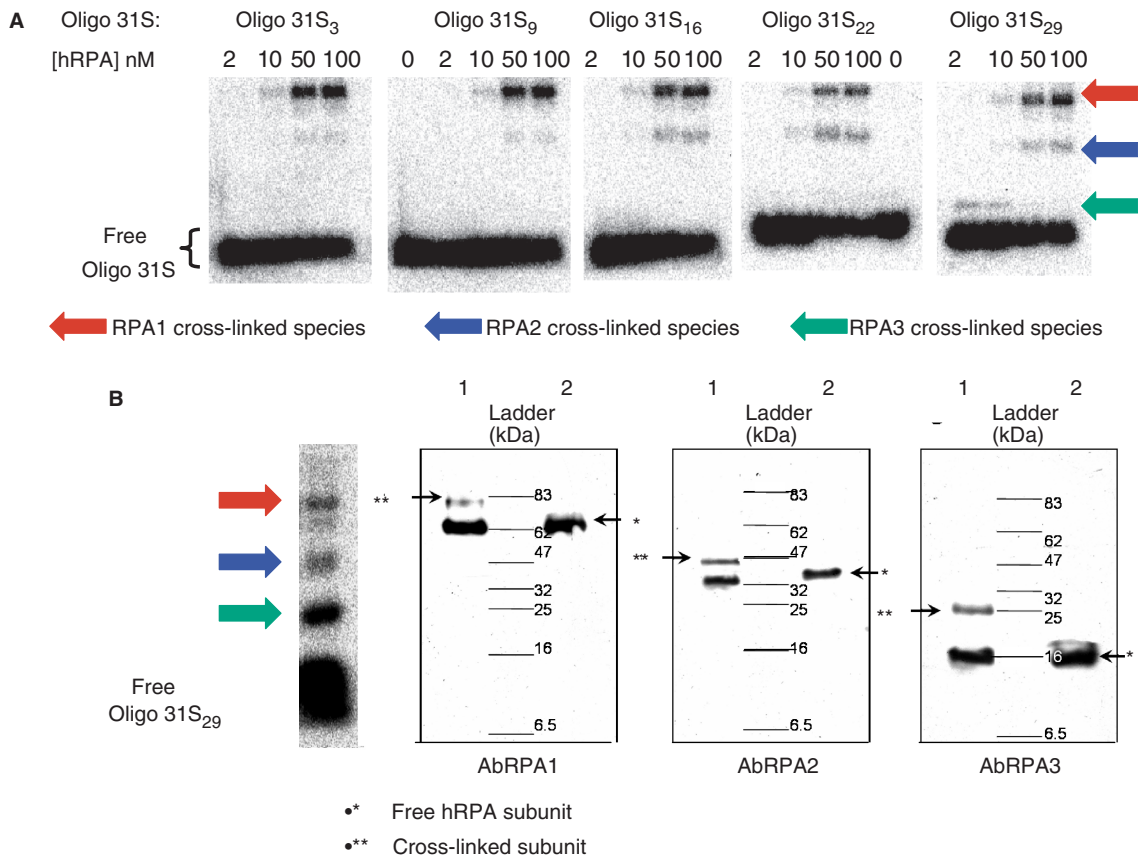 A
Oligo 31S: Oligo 31S3 Oligo 31S9 Oligo 31S16 Oligo 31S22 Oligo 31S29
[hRPA] nM 2 10 50 100 0 2 10 50 100 2 10 50 100 2 10 50 100 0 2 10 50 100
Free
Oligo 31S
RPA1 cross-linked species RPA2 cross-linked species RPA3 cross-linked species
B
1 2 1 2 1 2
Ladder Ladder Ladder
(kDa) (kDa) (kDa)
** 83 62 * 47 32 25 16 6.5
83 62 ** 47 * 32 25 16 6.5
83 62 47 32 ** 25 16 * 6.5
Free
Oligo 31S29
AbRPA1 AbRPA2 AbRPA3
•* Free hRPA subunit
•** Cross-linked subunit